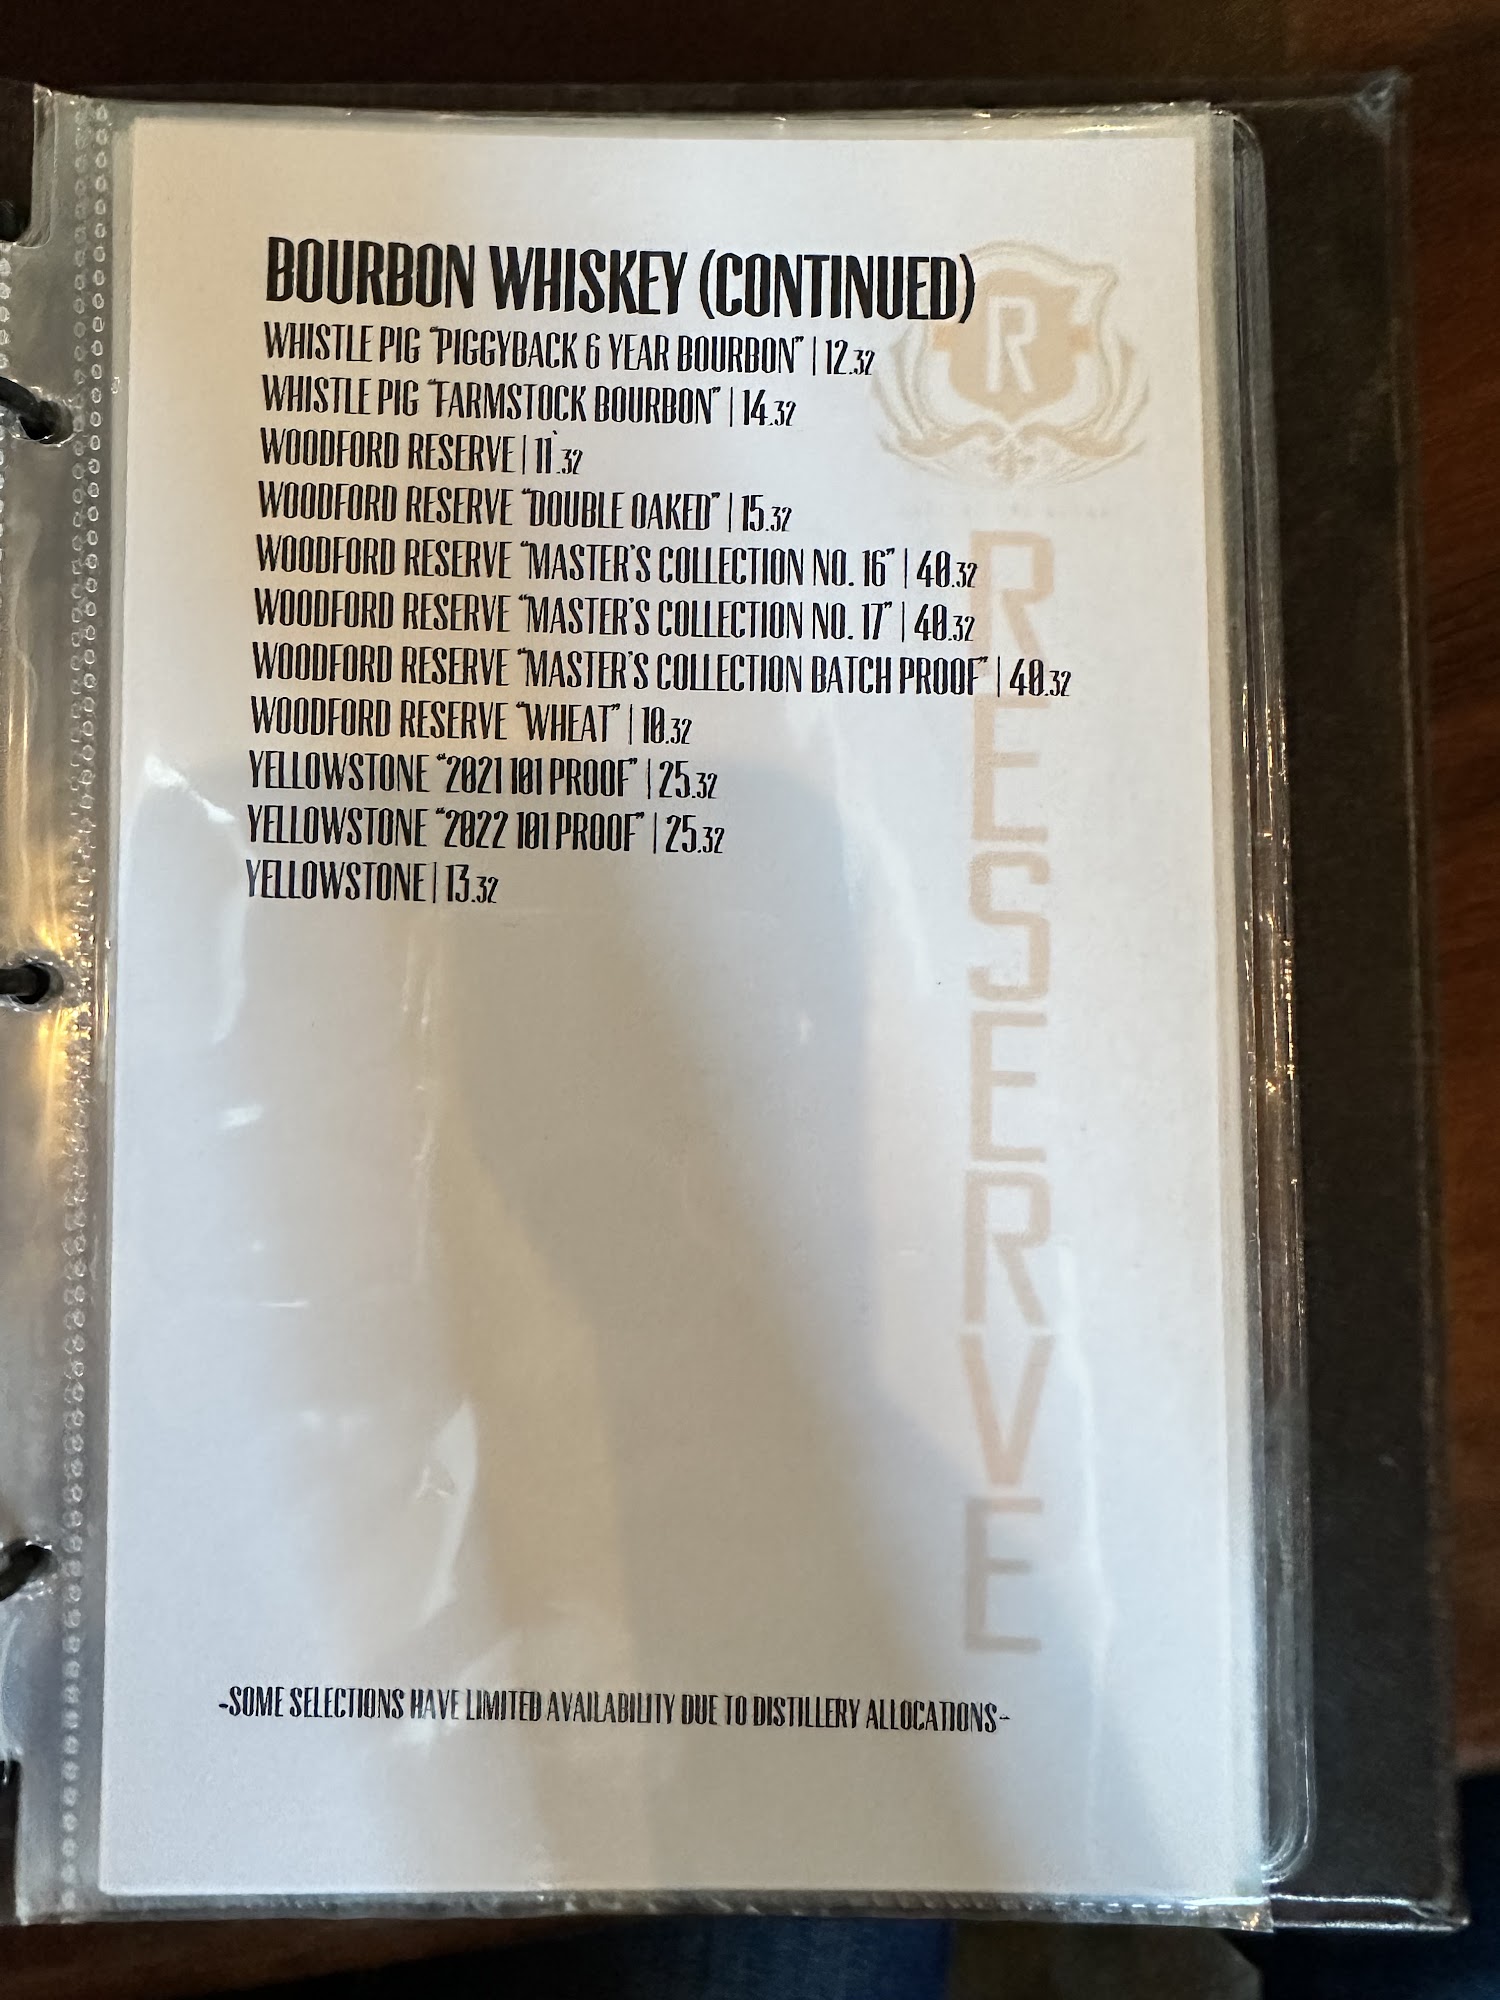 BOURBON WHISKEY (CONTINUED)
WHISTLE PIG "PIGGYBACK 6 YEAR BOURBON" | 12.32
WHISTLE PIG "FARMSTOCK BOURBON" | 14.32
WOODFORD RESERVE | 11.32
WOODFORD RESERVE "DOUBLE OAKED" | 15.32
WOODFORD RESERVE "MASTER'S COLLECTION NO. 16" | 40.32
WOODFORD RESERVE "MASTER'S COLLECTION NO. 17" | 40.32
WOODFORD RESERVE "MASTER'S COLLECTION BATCH PROOF" | 40.32
WOODFORD RESERVE "WHEAT" | 10.32
YELLOWSTONE "2021 101 PROOF" | 25.32
YELLOWSTONE "2022 101 PROOF" | 25.32
YELLOWSTONE | 13.32
-SOME SELECTIONS HAVE LIMITED AVAILABILITY DUE TO DISTILLERY ALLOCATIONS-
R
RESERVE